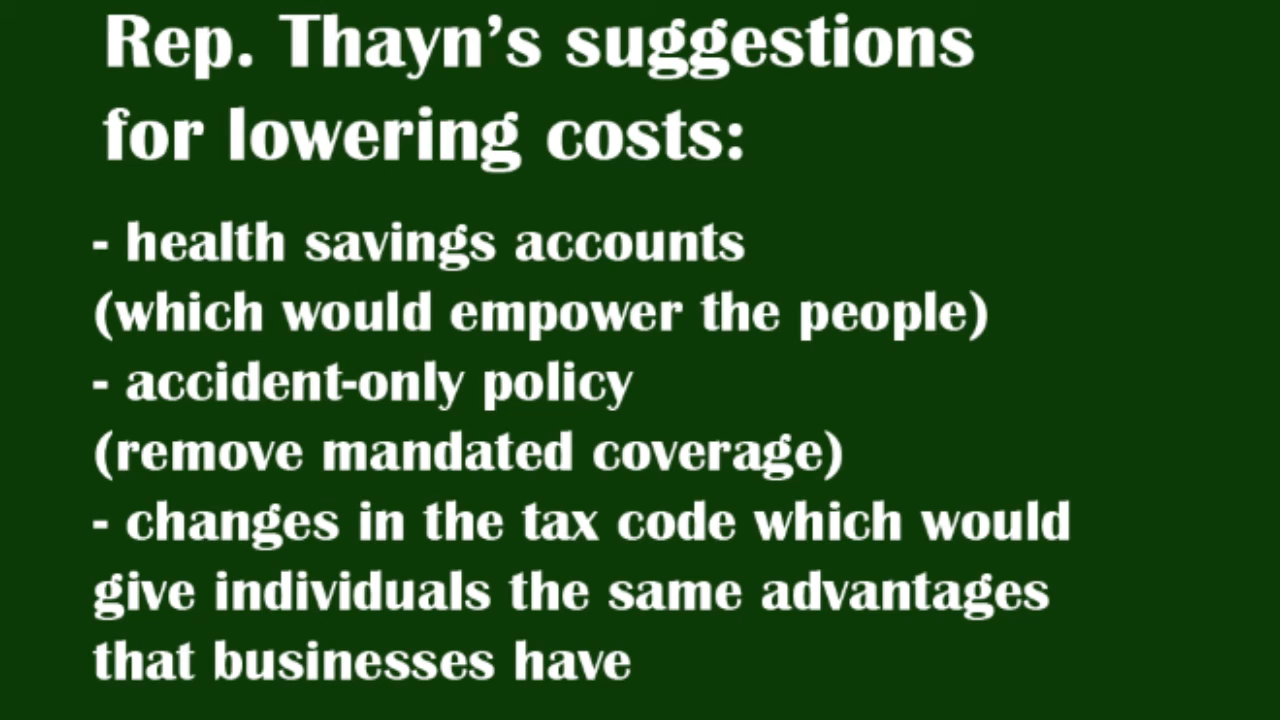 Rep. Thayn’s suggestions
for lowering costs:
- health savings accounts
(which would empower the people)
- accident-only policy
(remove mandated coverage)
- changes in the tax code which would
give individuals the same advantages
that businesses have